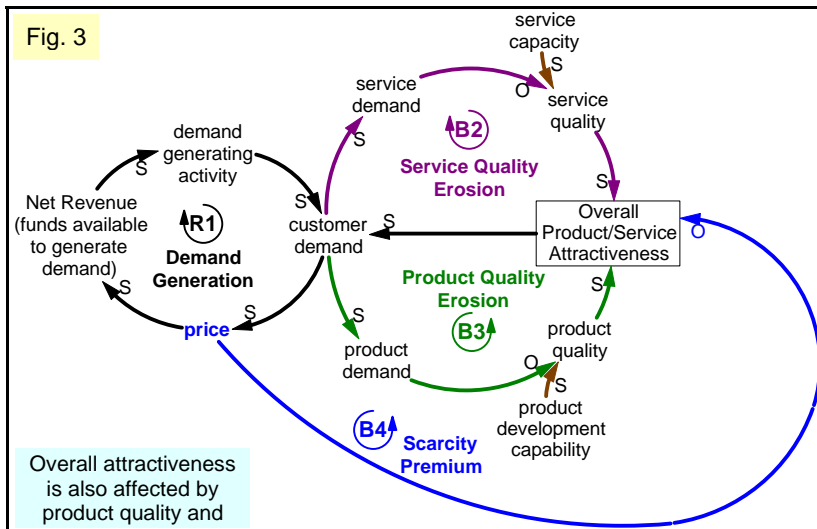 Fig. 3
service
capacity
S
service
demand
O
service
quality
S
B2
Service Quality
Erosion
S
demand
generating
activity
S
S
Net Revenue
(funds available
to generate
demand)
R1
Demand
Generation
customer
demand
S
Overall
Product/Service
Attractiveness
O
S
Product Quality
Erosion
B3
S
S
price
S
S
product
demand
product
quality
O
S
product
development
capability
B4
Scarcity
Premium
Overall attractiveness
is also affected by
product quality and